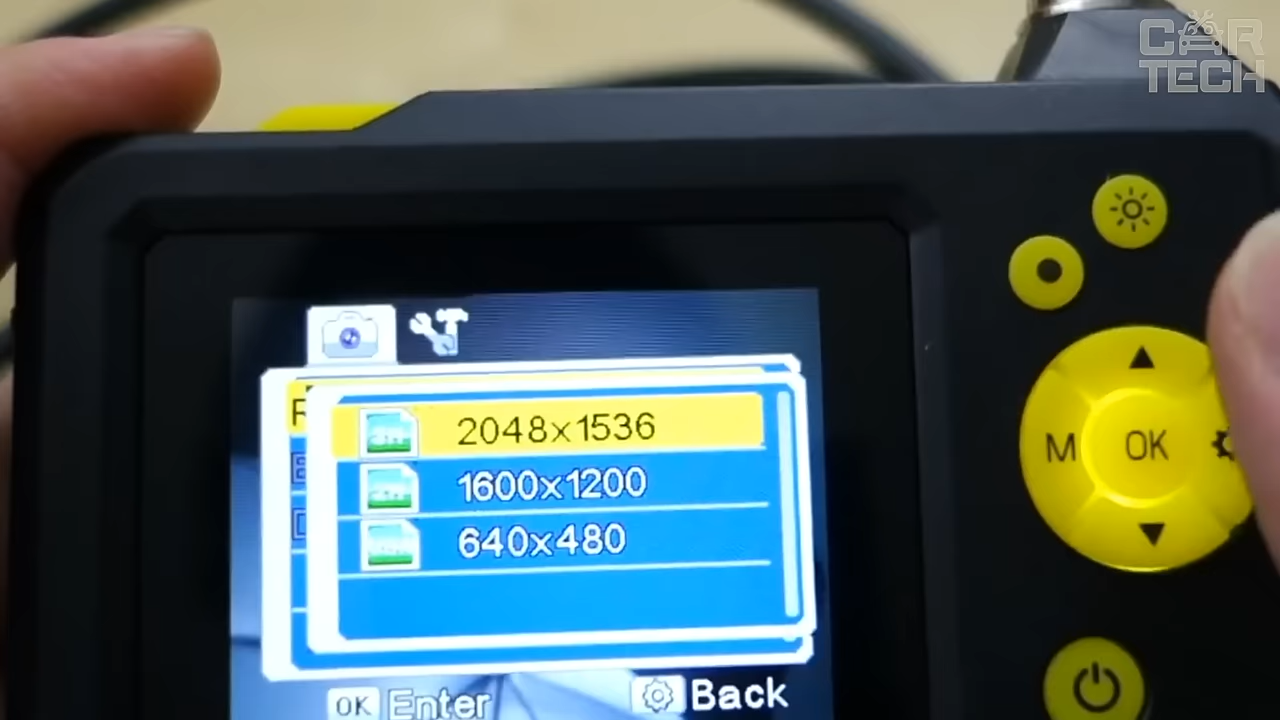 CAR
TECH
R
2048x1536
1600x1200
640x480
M
OK
OK Enter
Back